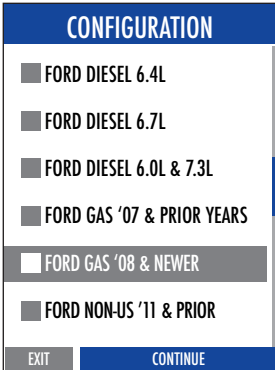 CONFIGURATION
FORD DIESEL 6.4L
FORD DIESEL 6.7L
FORD DIESEL 6.0L & 7.3L
FORD GAS ‘07 & PRIOR YEARS
FORD GAS ‘08 & NEWER
FORD NON-US ’11 & PRIOR
EXIT CONTINUE